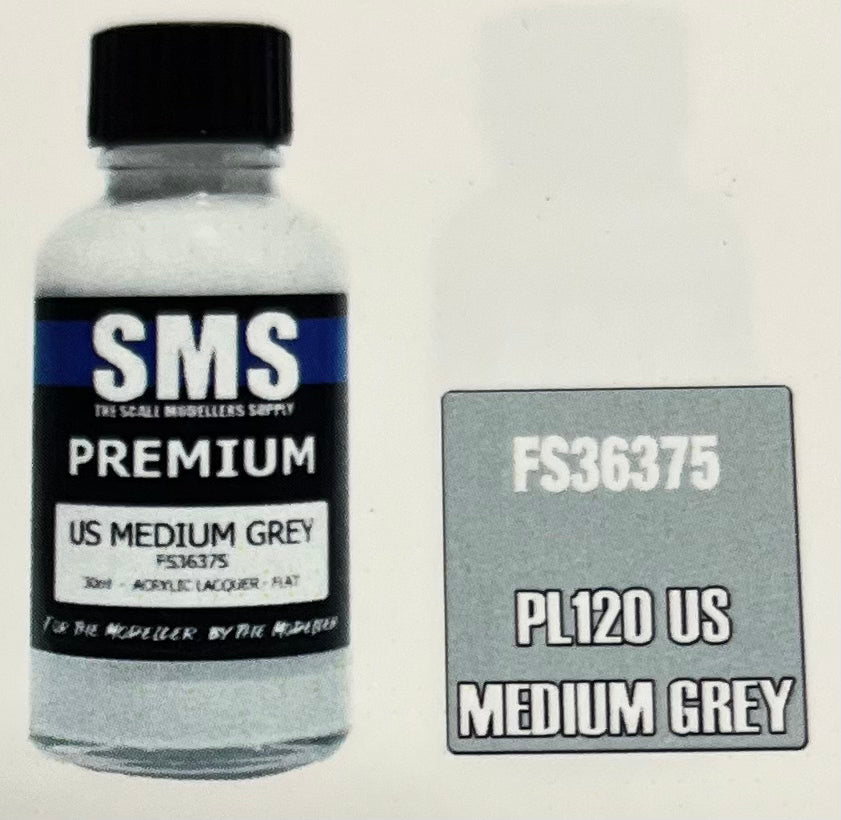 SMS
THE SCALE MODELLERS SUPPLY
PREMIUM
US MEDIUM GREY
FS36375
30ml - ACRYLIC LACQUER - FLAT
FOR THE MODELLER BY THE MODELLER
FS36375
PL120 US
MEDIUM GREY